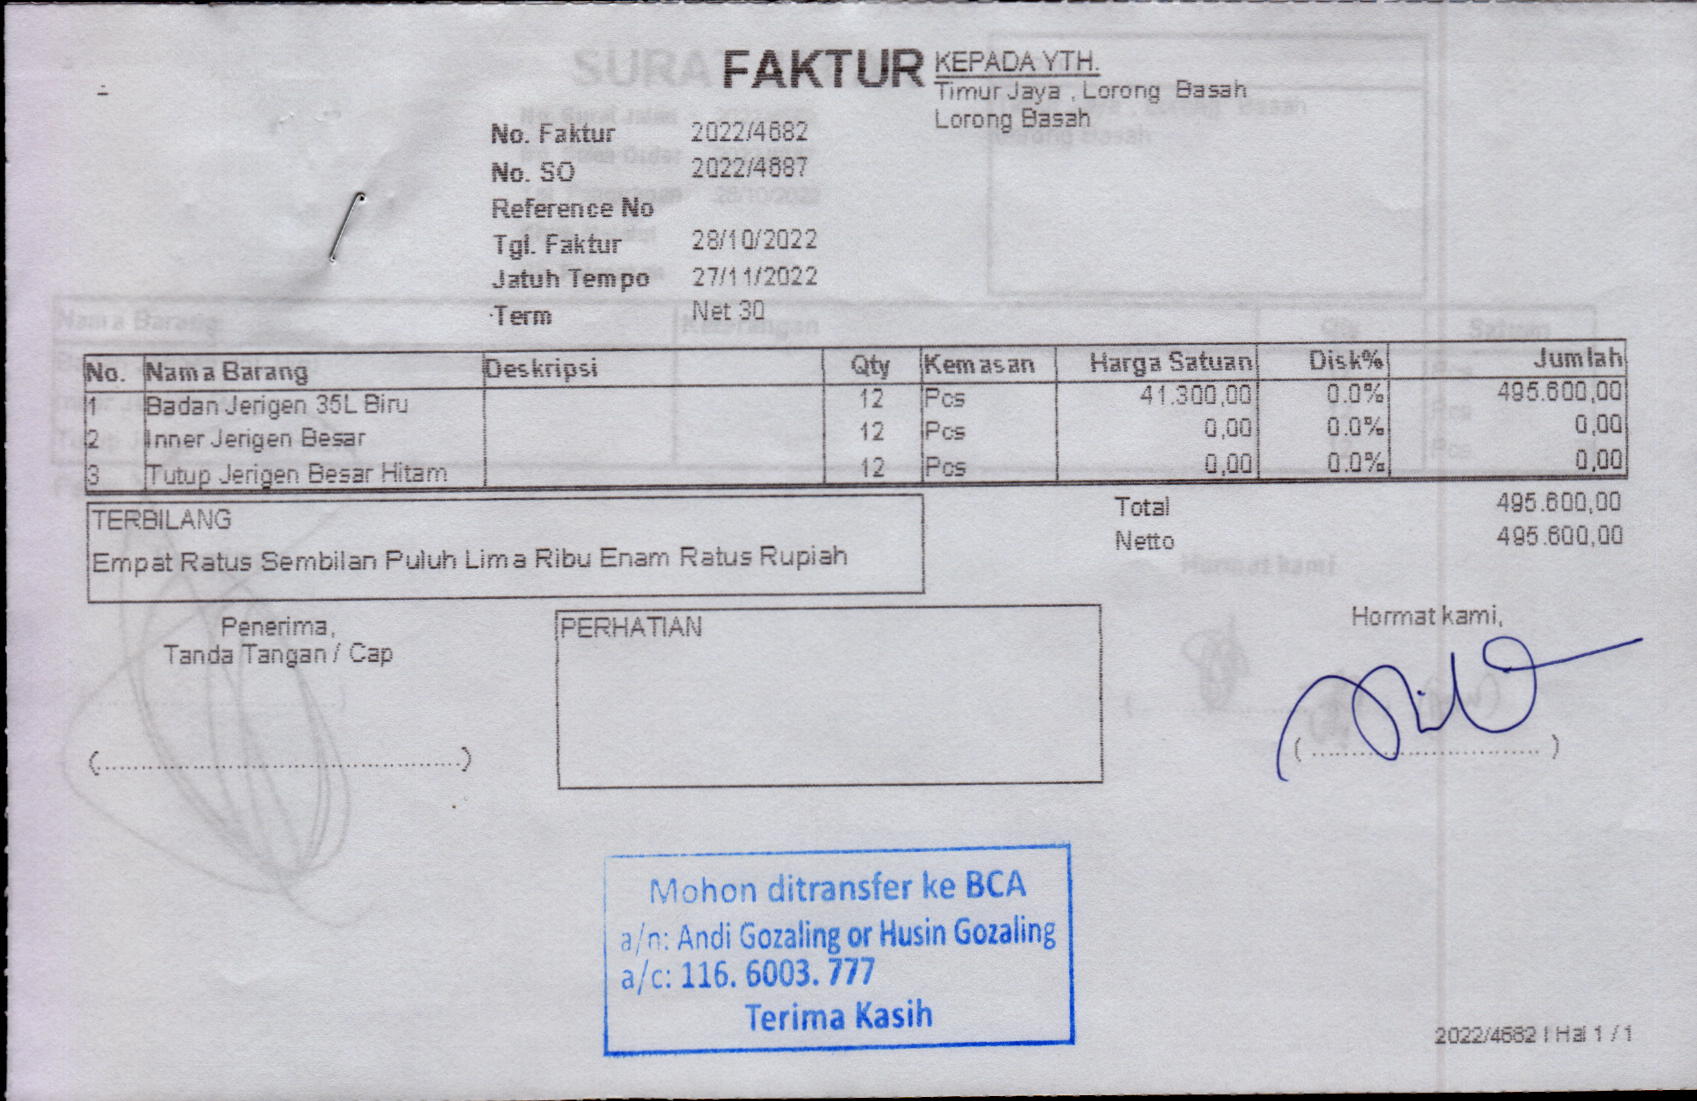 FAKTUR
KEPADA YTH.
Timur Jaya , Lorong Basah
Lorong Basah
No. Faktur 2022/4682
No. SO 2022/4687
Reference No
Tgl. Faktur 28/10/2022
Jatuh Tempo 27/11/2022
Term Net 30
No. Nama Barang Deskripsi Qty Kemasan Harga Satuan Disk% Jumlah
1 Badan Jerigen 35L Biru 12 Pcs 41.300,00 0.0% 495.600,00
2 Inner Jerigen Besar 12 Pcs 0,00 0.0% 0,00
3 Tutup Jerigen Besar Hitam 12 Pcs 0,00 0.0% 0,00
TERBILANG
Empat Ratus Sembilan Puluh Lima Ribu Enam Ratus Rupiah
Total 495.600,00
Netto 495.600,00
Penerima,
Tanda Tangan / Cap
(................................................)
PERHATIAN
Hormat kami,
(..............................)
Mohon ditransfer ke BCA
a/n: Andi Gozaling or Husin Gozaling
a/c: 116. 6003. 777
Terima Kasih
2022/4682 | Hal 1 / 1